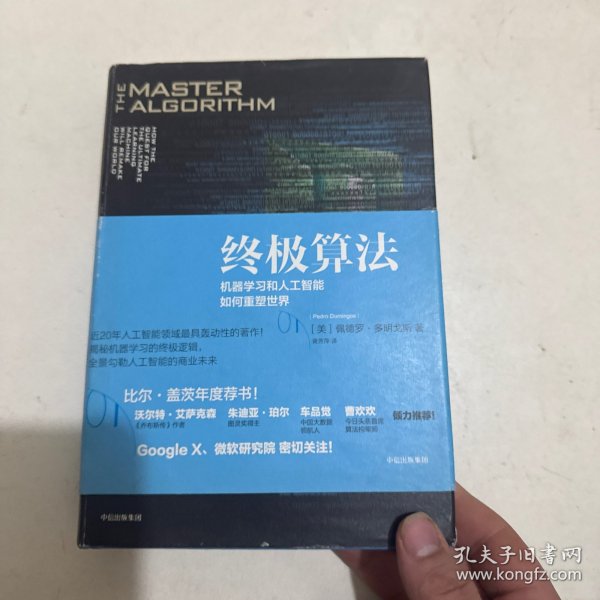 THE MASTER
ALGORITHM
HOW THE
QUEST FOR
THE ULTIMATE
LEARNING
MACHINE
WILL REMAKE
OUR WORLD
终极算法
机器学习和人工智能
如何重塑世界
[Pedro Domingos]
[美] 佩德罗·多明戈斯 著
黄芳萍 译
近20年人工智能领域最具轰动性的著作！
揭秘机器学习的终极逻辑，
全景勾勒人工智能的商业未来
比尔·盖茨年度荐书！
沃尔特·艾萨克森 朱迪亚·珀尔 车品觉 曹欢欢 倾力推荐！
《乔布斯传》作者 图灵奖得主 中国大数据 今日头条首席
领航人 算法架构师
Google X、微软研究院 密切关注！
中信出版集团
中信出版集团
孔夫子旧书网
www.kongfz.com